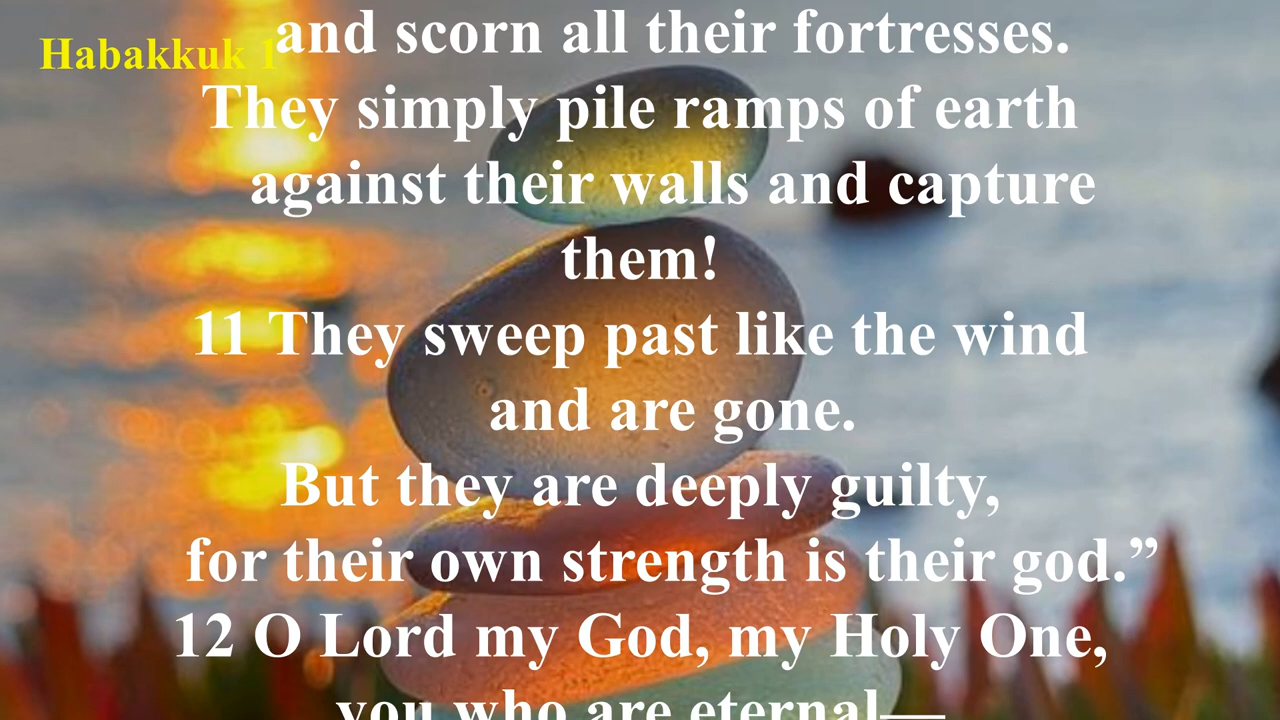 Habakkuk 1
and scorn all their fortresses.
They simply pile ramps of earth
against their walls and capture
them!
11 They sweep past like the wind
and are gone.
But they are deeply guilty,
for their own strength is their god.”
12 O Lord my God, my Holy One,
you who are eternal—